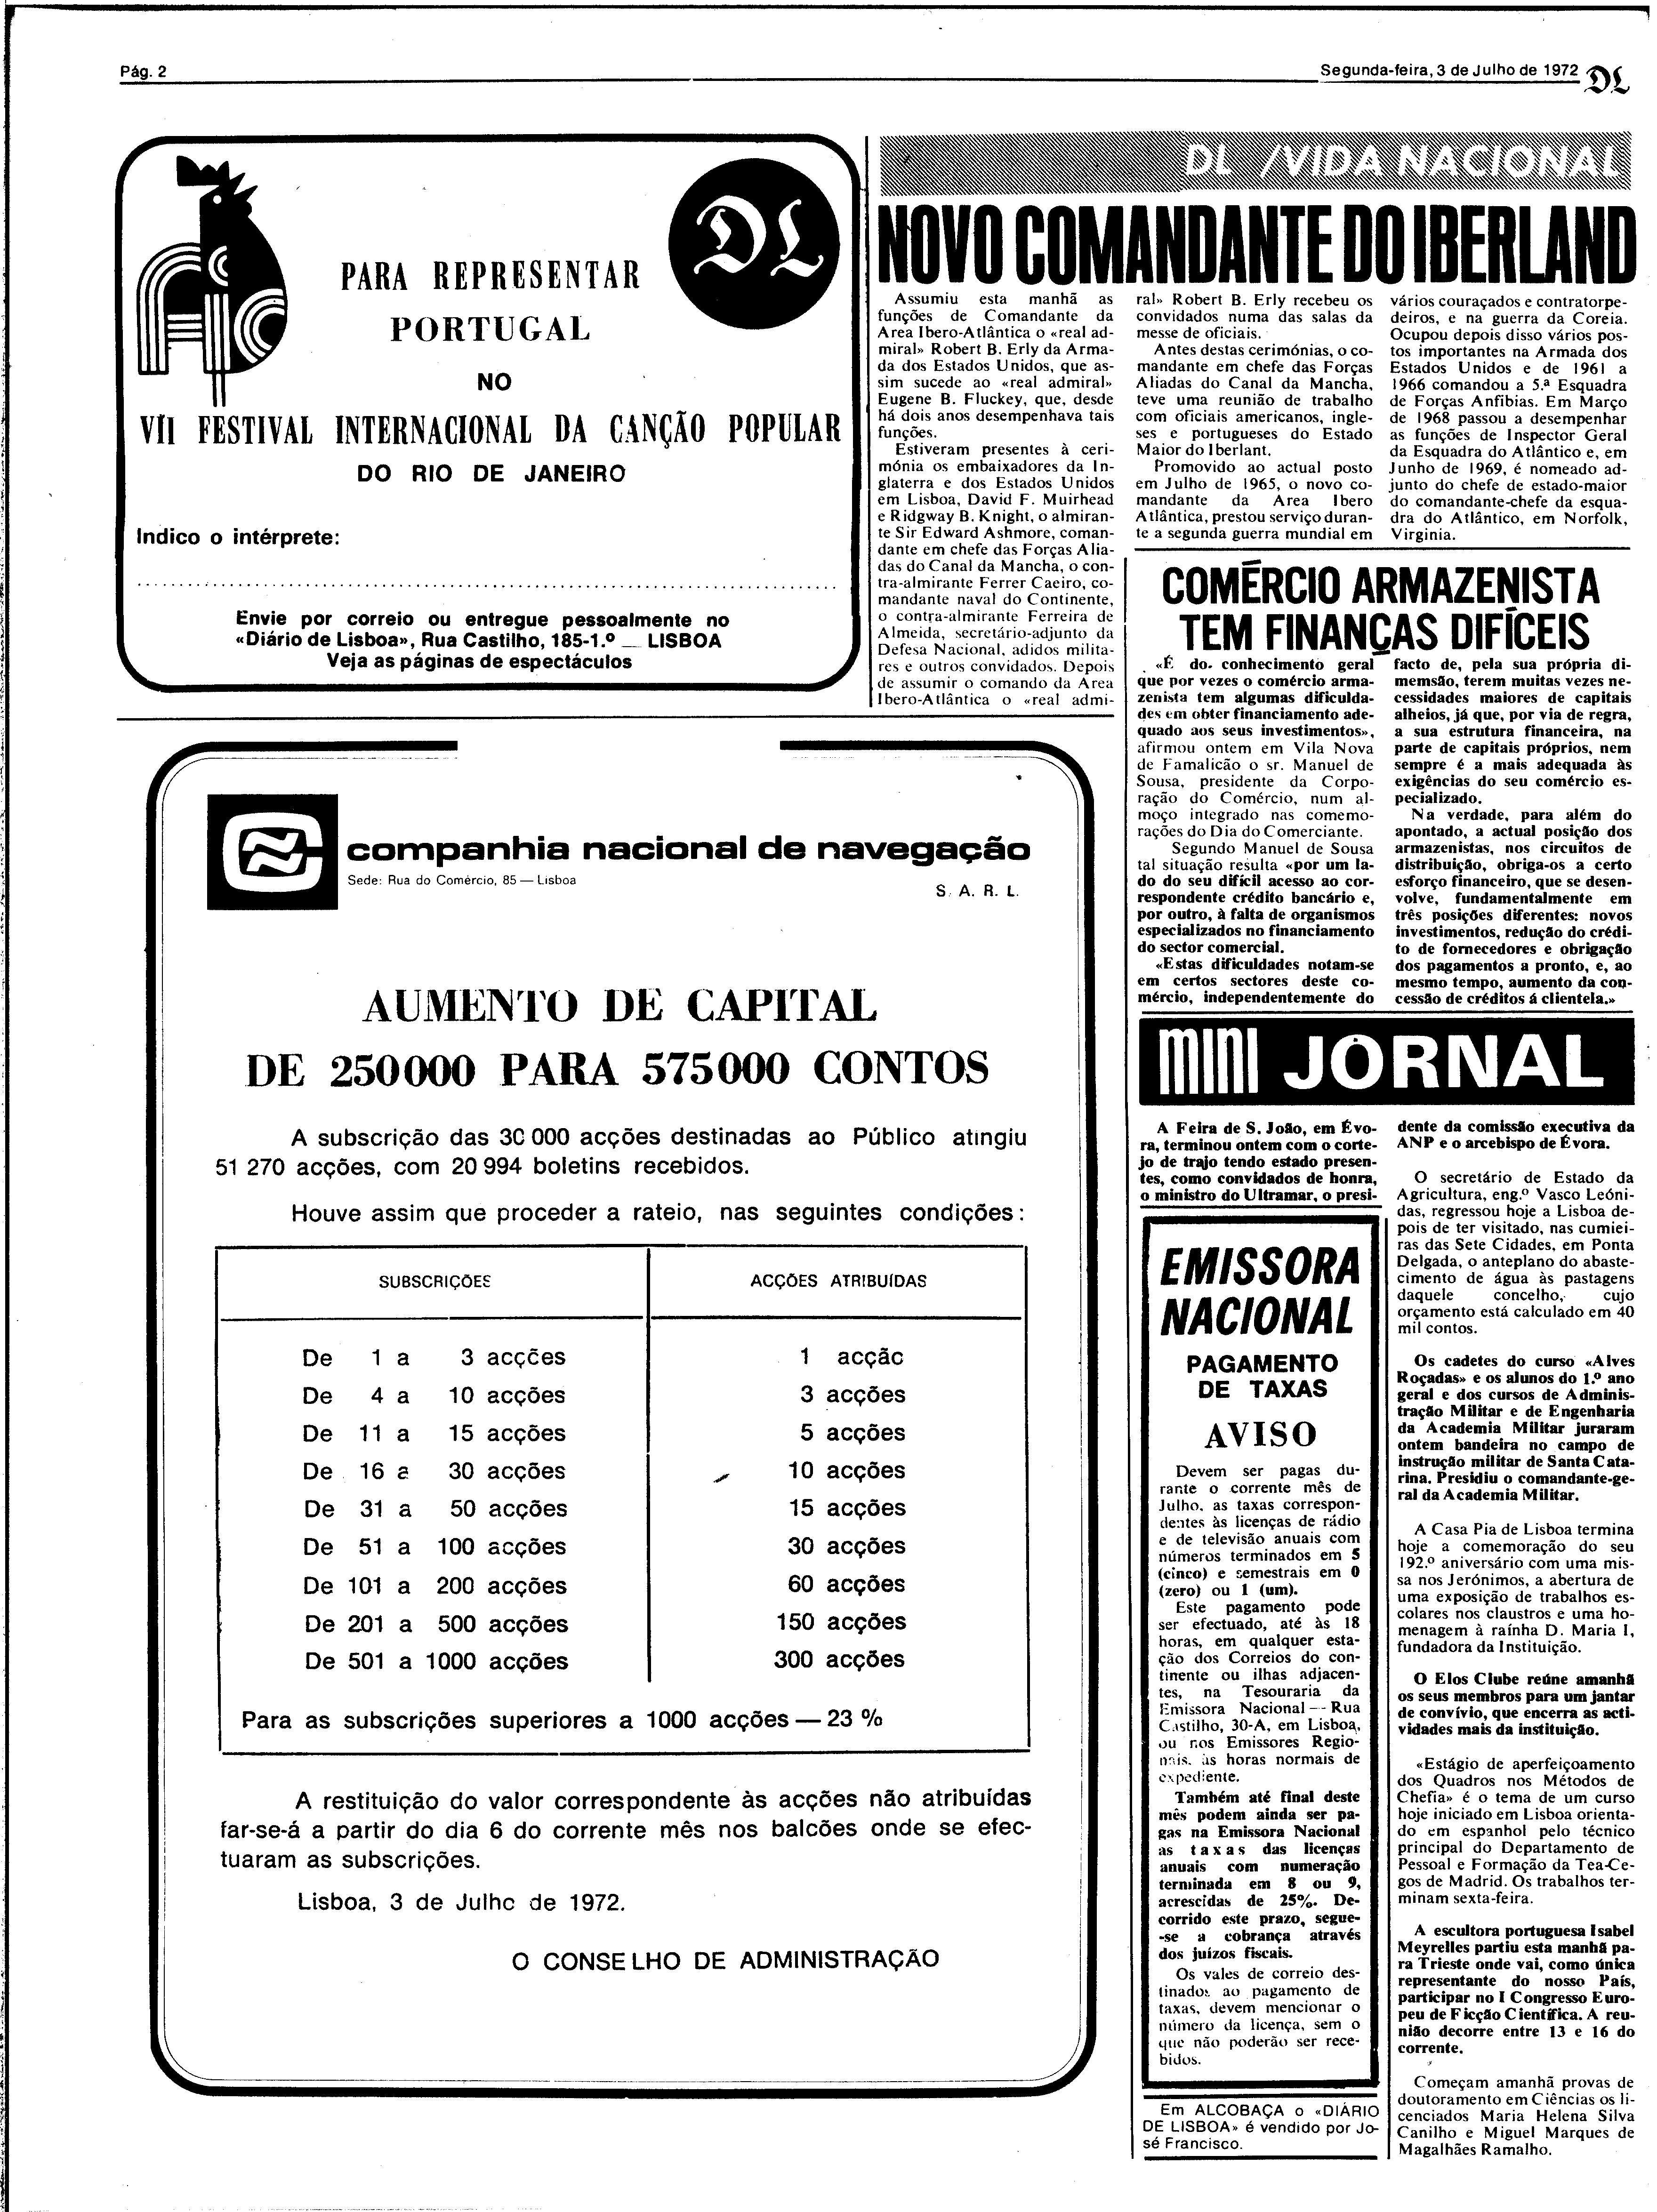 Pág. 2
Segunda-feira, 3 de Julho de 1972 DL
DL
PARA REPRESENTAR
PORTUGAL
NO
VII FESTIVAL INTERNACIONAL DA CANÇÃO POPULAR
DO RIO DE JANEIRO
Indico o intérprete:
Envie por correio ou entregue pessoalmente no
«Diário de Lisboa», Rua Castilho, 185-1.º — LISBOA
Veja as páginas de espectáculos
DL /VIDA NACIONAL
NOVO COMANDANTE DO IBERLAND
Assumiu esta manhã as
funções de Comandante da
Area Ibero-Atlântica o «real ad-
miral» Robert B. Erly da Arma-
da dos Estados Unidos, que as-
sim sucede ao «real admiral»
Eugene B. Fluckey, que, desde
há dois anos desempenhava tais
funções.
Estiveram presentes à ceri-
mónia os embaixadores da In-
glaterra e dos Estados Unidos
em Lisboa, David F. Muirhead
e Ridgway B. Knight, o almiran-
te Sir Edward Ashmore, coman-
dante em chefe das Forças Alia-
das do Canal da Mancha, o con-
tra-almirante Ferrer Caeiro, co-
mandante naval do Continente,
o contra-almirante Ferreira de
Almeida, secretário-adjunto da
Defesa Nacional, adidos milita-
res e outros convidados. Depois
de assumir o comando da Area
Ibero-Atlântica o «real admi-
ral» Robert B. Erly recebeu os
convidados numa das salas da
messe de oficiais.
Antes destas cerimónias, o co-
mandante em chefe das Forças
Aliadas do Canal da Mancha,
teve uma reunião de trabalho
com oficiais americanos, ingle-
ses e portugueses do Estado
Maior do Iberlant.
Promovido ao actual posto
em Julho de 1965, o novo co-
mandante da Area Ibero
Atlântica, prestou serviço duran-
te a segunda guerra mundial em
vários couraçados e contratorpe-
deiros, e na guerra da Coreia.
Ocupou depois disso vários pos-
tos importantes na Armada dos
Estados Unidos e de 1961 a
1966 comandou a 5.ª Esquadra
de Forças Anfíbias. Em Março
de 1968 passou a desempenhar
as funções de Inspector Geral
da Esquadra do Atlântico e, em
Junho de 1969, é nomeado ad-
junto do chefe de estado-maior
do comandante-chefe da esqua-
dra do Atlântico, em Norfolk,
Virginia.
COMÉRCIO ARMAZENISTA
TEM FINANÇAS DIFÍCEIS
«É do conhecimento geral
que por vezes o comércio arma-
zenista tem algumas dificulda-
des em obter financiamento ade-
quado aos seus investimentos»,
afirmou ontem em Vila Nova
de Famalicão o sr. Manuel de
Sousa, presidente da Corpo-
ração do Comércio, num al-
moço integrado nas comemo-
rações do Dia do Comerciante.
Segundo Manuel de Sousa
tal situação resulta «por um la-
do do seu difícil acesso ao cor-
respondente crédito bancário e,
por outro, à falta de organismos
especializados no financiamento
do sector comercial.
«Estas dificuldades notam-se
em certos sectores deste co-
mércio, independentemente do
facto de, pela sua própria di-
memsão, terem muitas vezes ne-
cessidades maiores de capitais
alheios, já que, por via de regra,
a sua estrutura financeira, na
parte de capitais próprios, nem
sempre é a mais adequada às
exigências do seu comércio es-
pecializado.
Na verdade, para além do
apontado, a actual posição dos
armazenistas, nos circuitos de
distribuição, obriga-os a certo
esforço financeiro, que se desen-
volve, fundamentalmente em
três posições diferentes: novos
investimentos, redução do crédi-
to de fornecedores e obrigação
dos pagamentos a pronto, e, ao
mesmo tempo, aumento da con-
cessão de créditos á clientela.»
companhia nacional de navegação
Sede: Rua do Comércio, 85 — Lisboa
S. A. R. L.
AUMENTO DE CAPITAL
DE 250000 PARA 575000 CONTOS
A subscrição das 30 000 acções destinadas ao Público atingiu
51 270 acções, com 20 994 boletins recebidos.
Houve assim que proceder a rateio, nas seguintes condições:
SUBSCRIÇÕES ACÇÕES ATRIBUÍDAS
De 1 a 3 acções 1 acção
De 4 a 10 acções 3 acções
De 11 a 15 acções 5 acções
De 16 a 30 acções 10 acções
De 31 a 50 acções 15 acções
De 51 a 100 acções 30 acções
De 101 a 200 acções 60 acções
De 201 a 500 acções 150 acções
De 501 a 1000 acções 300 acções
Para as subscrições superiores a 1000 acções — 23 %
A restituição do valor correspondente às acções não atribuídas
far-se-á a partir do dia 6 do corrente mês nos balcões onde se efec-
tuaram as subscrições.
Lisboa, 3 de Julho de 1972.
O CONSELHO DE ADMINISTRAÇÃO
mini JORNAL
A Feira de S. João, em Évo-
ra, terminou ontem com o corte-
jo de trajo tendo estado presen-
tes, como convidados de honra,
o ministro do Ultramar, o presi-
dente da comissão executiva da
ANP e o arcebispo de Évora.
O secretário de Estado da
Agricultura, eng.º Vasco Leóni-
das, regressou hoje a Lisboa de-
pois de ter visitado, nas cumiei-
ras das Sete Cidades, em Ponta
Delgada, o anteplano do abaste-
cimento de água às pastagens
daquele concelho, cujo
orçamento está calculado em 40
mil contos.
Os cadetes do curso «Alves
Roçadas» e os alunos do 1.º ano
geral e dos cursos de Adminis-
tração Militar e de Engenharia
da Academia Militar juraram
ontem bandeira no campo de
instrução militar de Santa Cata-
rina. Presidiu o comandante-ge-
ral da Academia Militar.
A Casa Pia de Lisboa termina
hoje a comemoração do seu
192.º aniversário com uma mis-
sa nos Jerónimos, a abertura de
uma exposição de trabalhos es-
colares nos claustros e uma ho-
menagem à raínha D. Maria I,
fundadora da Instituição.
O Elos Clube reúne amanhã
os seus membros para um jantar
de convívio, que encerra as acti-
vidades mais da instituição.
«Estágio de aperfeiçoamento
dos Quadros nos Métodos de
Chefia» é o tema de um curso
hoje iniciado em Lisboa orienta-
do em espanhol pelo técnico
principal do Departamento de
Pessoal e Formação da Tea-Ce-
gos de Madrid. Os trabalhos ter-
minam sexta-feira.
A escultora portuguesa Isabel
Meyrelles partiu esta manhã pa-
ra Trieste onde vai, como única
representante do nosso País,
participar no I Congresso Euro-
peu de Ficção Científica. A reu-
nião decorre entre 13 e 16 do
corrente.
Começam amanhã provas de
doutoramento em Ciências os li-
cenciados Maria Helena Silva
Canilho e Miguel Marques de
Magalhães Ramalho.
EMISSORA
NACIONAL
PAGAMENTO
DE TAXAS
AVISO
Devem ser pagas du-
rante o corrente mês de
Julho, as taxas correspon-
dentes às licenças de rádio
e de televisão anuais com
números terminados em 5
(cinco) e semestrais em 0
(zero) ou 1 (um).
Este pagamento pode
ser efectuado, até às 18
horas, em qualquer esta-
ção dos Correios do con-
tinente ou ilhas adjacen-
tes, na Tesouraria da
Emissora Nacional — Rua
Castilho, 30-A, em Lisboa,
ou nos Emissores Regio-
nais, às horas normais de
expediente.
Também até final deste
mês podem ainda ser pa-
gas na Emissora Nacional
as taxas das licenças
anuais com numeração
terminada em 8 ou 9,
acrescidas de 25%. De-
corrido este prazo, segue-
-se a cobrança através
dos juízos fiscais.
Os vales de correio des-
tinados ao pagamento de
taxas, devem mencionar o
número da licença, sem o
que não poderão ser rece-
bidos.
Em ALCOBAÇA o «DIÁRIO
DE LISBOA» é vendido por Jo-
sé Francisco.